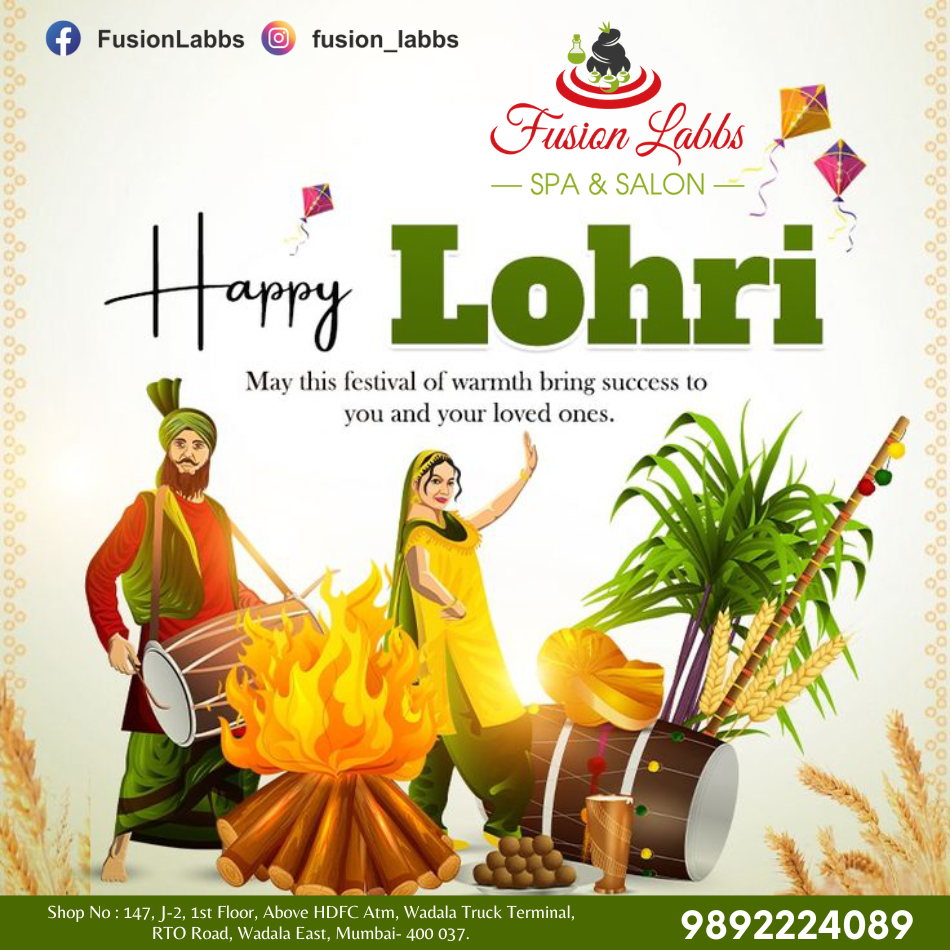 FusionLabbs fusion_labbs
Fusion Labbs
— SPA & SALON —
Happy Lohri
May this festival of warmth bring success to
you and your loved ones.
Shop No : 147, J-2, 1st Floor, Above HDFC Atm, Wadala Truck Terminal,
RTO Road, Wadala East, Mumbai- 400 037.
9892224089